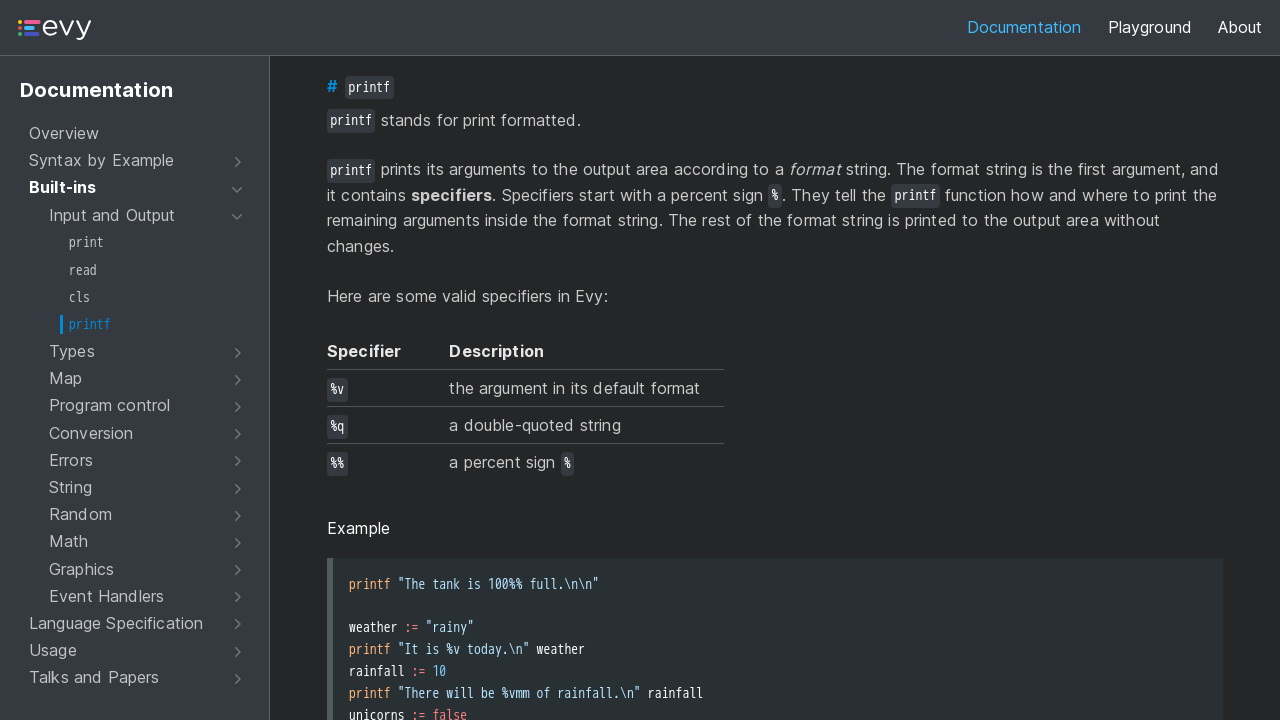 evy
Documentation
Playground
About
Documentation
Overview
Syntax by Example
Built-ins
Input and Output
print
read
cls
printf
Types
Map
Program control
Conversion
Errors
String
Random
Math
Graphics
Event Handlers
Language Specification
Usage
Talks and Papers
# printf
printf stands for print formatted.
printf prints its arguments to the output area according to a format string. The format string is the first argument, and
it contains specifiers. Specifiers start with a percent sign %. They tell the printf function how and where to print the
remaining arguments inside the format string. The rest of the format string is printed to the output area without
changes.
Here are some valid specifiers in Evy:
Specifier Description
%v the argument in its default format
%q a double-quoted string
%% a percent sign %
Example
printf "The tank is 100%% full.\n\n"
weather := "rainy"
printf "It is %v today.\n" weather
rainfall := 10
printf "There will be %vmm of rainfall.\n" rainfall
unicorns := false